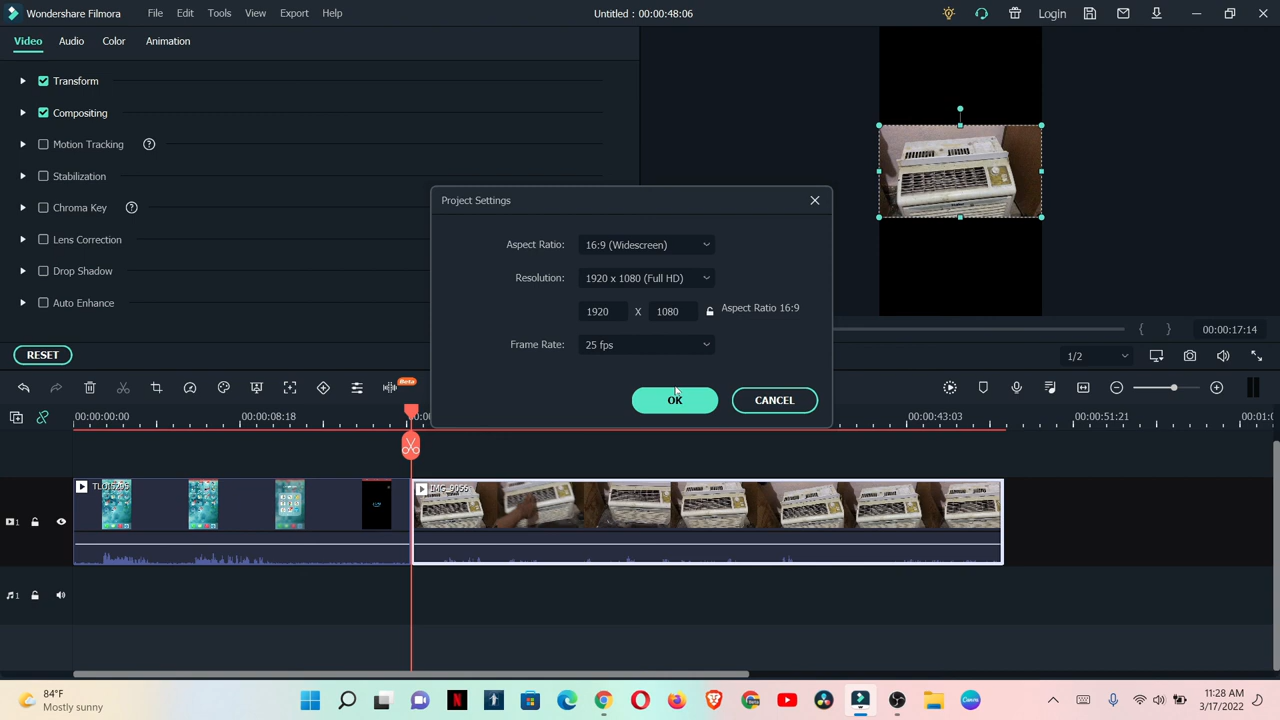 Wondershare Filmora File Edit Tools View Export Help Untitled : 00:00:48:06 Login
Video Audio Color Animation
Transform
Compositing
Motion Tracking ?
Stabilization
Chroma Key ?
Lens Correction
Drop Shadow
Auto Enhance
RESET
Project Settings
Aspect Ratio: 16:9 (Widescreen)
Resolution: 1920 x 1080 (Full HD)
1920 X 1080 Aspect Ratio 16:9
Frame Rate: 25 fps
OK CANCEL
{ } 00:00:17:14
1/2
Beta
00:00:00:00 00:00:08:18 00:00:43:03 00:00:51:21
1
1
84°F
Mostly sunny
11:28 AM
3/17/2022